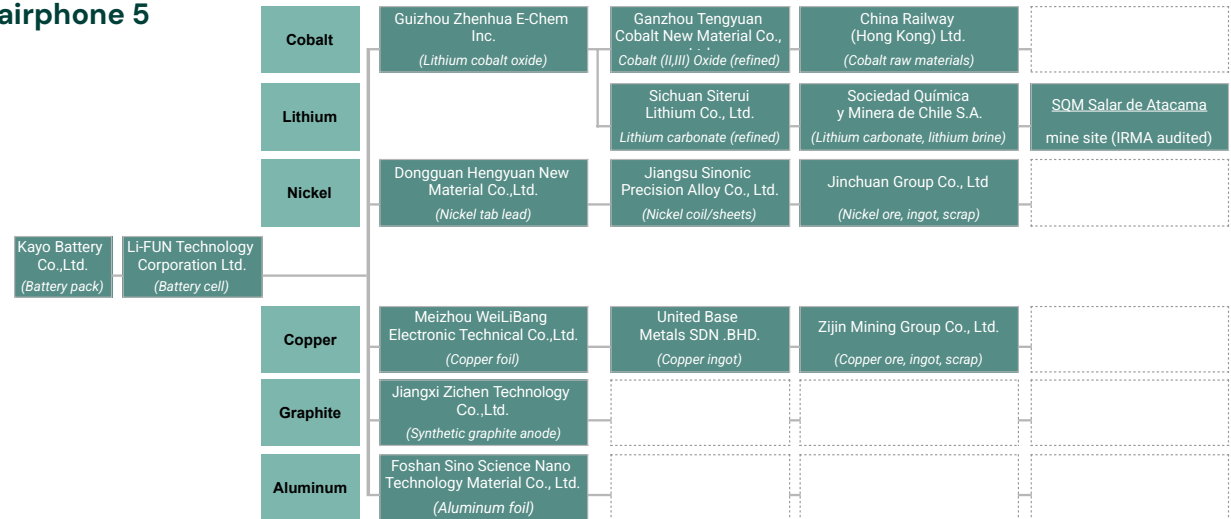 airphone 5
Cobalt
Guizhou Zhenhua E-Chem
Inc.
(Lithium cobalt oxide)
Ganzhou Tengyuan
Cobalt New Material Co.,
Cobalt (II,III) Oxide (refined)
China Railway
(Hong Kong) Ltd.
(Cobalt raw materials)
Lithium
Sichuan Siterui
Lithium Co., Ltd.
Lithium carbonate (refined)
Sociedad Química
y Minera de Chile S.A.
(Lithium carbonate, lithium brine)
SQM Salar de Atacama
mine site (IRMA audited)
Nickel
Dongguan Hengyuan New
Material Co.,Ltd.
(Nickel tab lead)
Jiangsu Sinonic
Precision Alloy Co., Ltd.
(Nickel coil/sheets)
Jinchuan Group Co., Ltd
(Nickel ore, ingot, scrap)
Kayo Battery
Co.,Ltd.
(Battery pack)
Li-FUN Technology
Corporation Ltd.
(Battery cell)
Copper
Meizhou WeiLiBang
Electronic Technical Co.,Ltd.
(Copper foil)
United Base
Metals SDN .BHD.
(Copper ingot)
Zijin Mining Group Co., Ltd.
(Copper ore, ingot, scrap)
Graphite
Jiangxi Zichen Technology
Co.,Ltd.
(Synthetic graphite anode)
Aluminum
Foshan Sino Science Nano
Technology Material Co., Ltd.
(Aluminum foil)